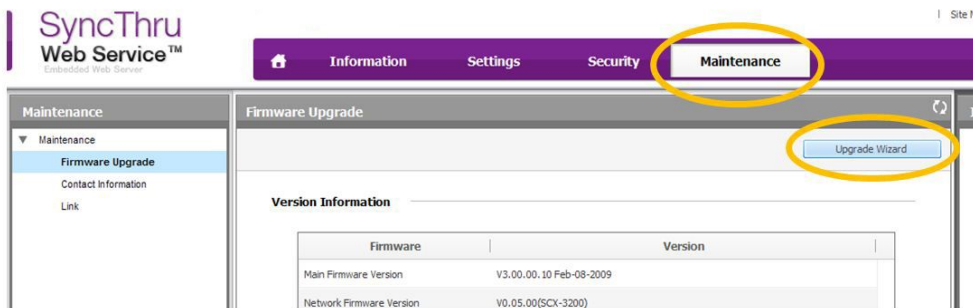 SyncThru
Web Service™
Embedded Web Server
Site
Information Settings Security Maintenance
Maintenance
Maintenance
Firmware Upgrade
Contact Information
Link
Firmware Upgrade
Upgrade Wizard
Version Information
Firmware Version
Main Firmware Version V3.00.00.10 Feb-08-2009
Network Firmware Version V0.05.00(SCX-3200)